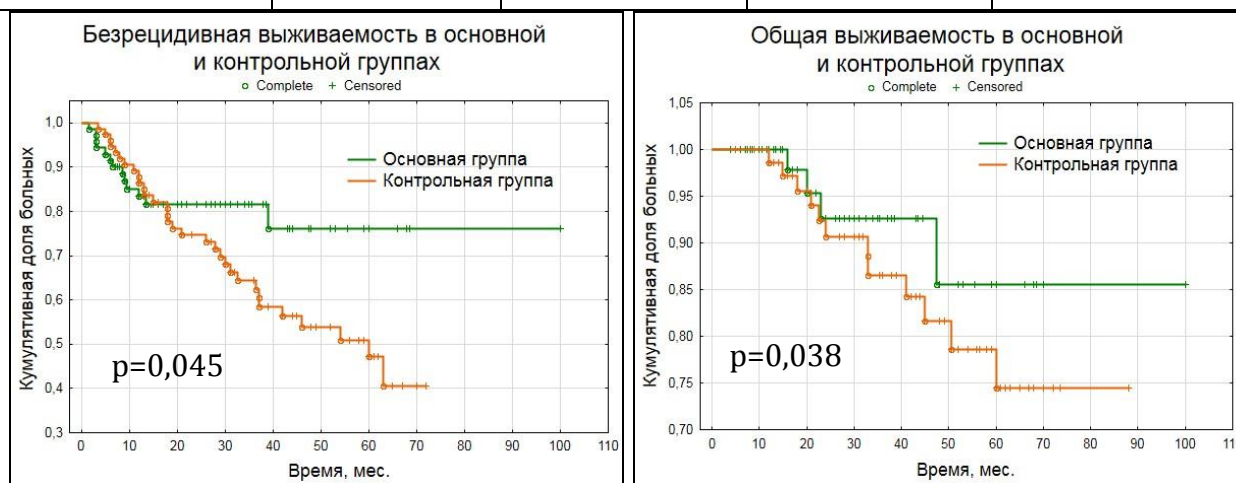 Безрецидивная выживаемость в основной
и контрольной группах
o Complete + Censored
Кумулятивная доля больных
1,0
0,9
0,8
0,7
0,6
0,5
0,4
0,3
Основная группа
Контрольная группа
p=0,045
0 10 20 30 40 50 60 70 80 90 100 110
Время, мес.
Общая выживаемость в основной
и контрольной группах
o Complete + Censored
Кумулятивная доля больных
1,05
1,00
0,95
0,90
0,85
0,80
0,75
0,70
Основная группа
Контрольная группа
p=0,038
0 10 20 30 40 50 60 70 80 90 100
Время, мес.